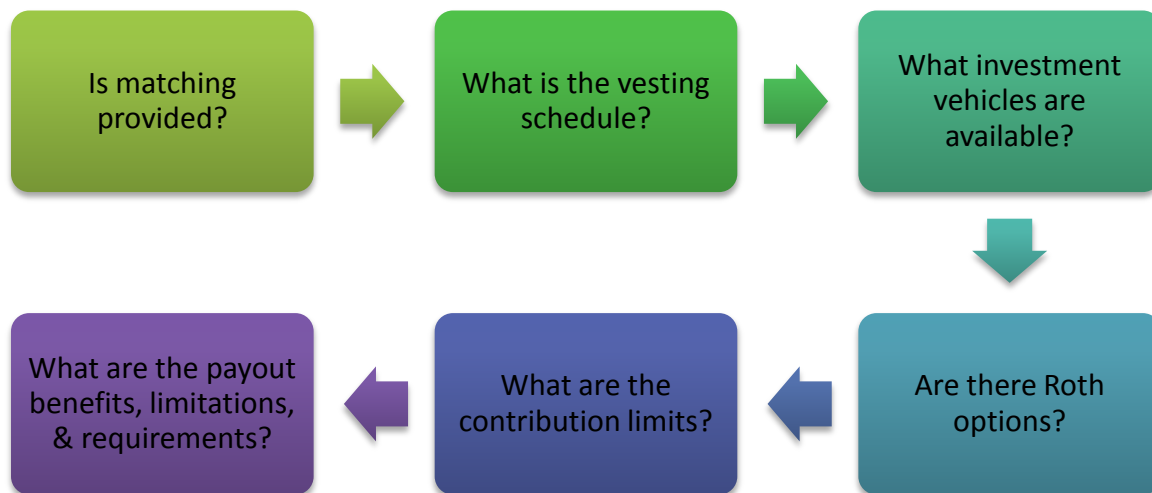 Is matching
provided?
What is the vesting
schedule?
What investment
vehicles are
available?
Are there Roth
options?
What are the
contribution limits?
What are the payout
benefits, limitations,
& requirements?